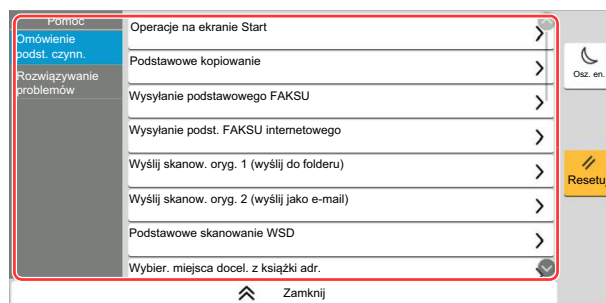 Pomoc
Omówienie
podst. czynn.
Rozwiązywanie
problemów
Operacje na ekranie Start
Podstawowe kopiowanie
Wysyłanie podstawowego FAKSU
Wysyłanie podst. FAKSU internetowego
Wyślij skanow. oryg. 1 (wyślij do folderu)
Wyślij skanow. oryg. 2 (wyślij jako e-mail)
Podstawowe skanowanie WSD
Wybier. miejsca docel. z książki adr.
Zamknij
Osz. en.
Resetuj